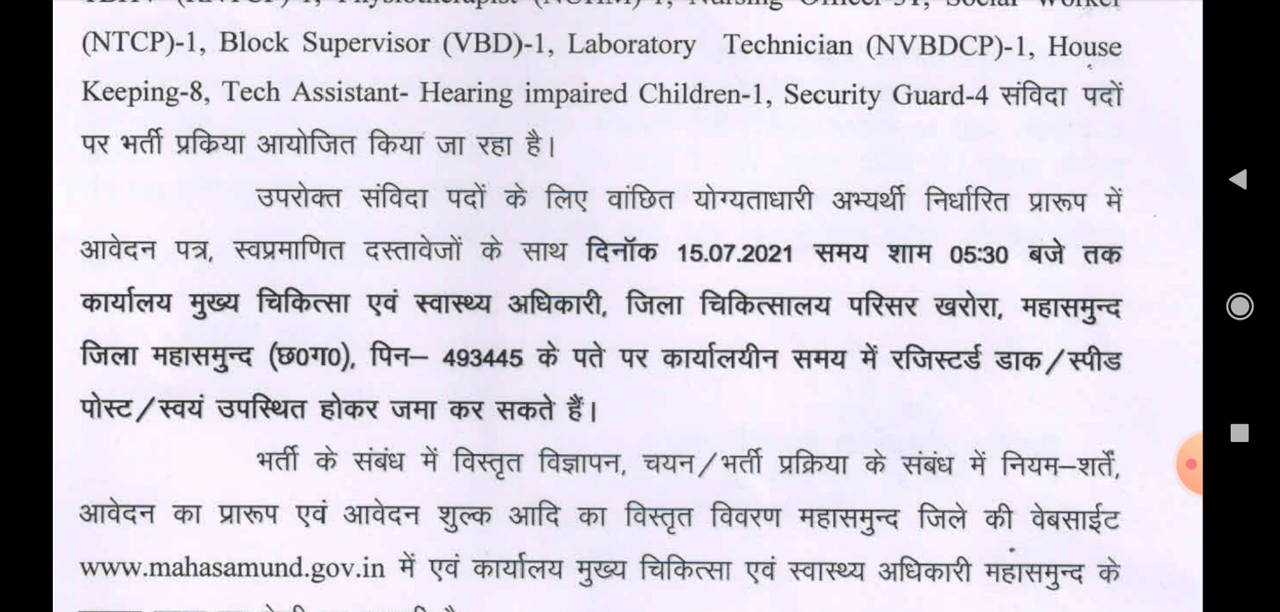 (NTCP)-1, Block Supervisor (VBD)-1, Laboratory Technician (NVBDCP)-1, House
Keeping-8, Tech Assistant- Hearing impaired Children-1, Security Guard-4 संविदा पदों
पर भर्ती प्रकिया आयोजित किया जा रहा है।
उपरोक्त संविदा पदों के लिए वांछित योग्यताधारी अभ्यर्थी निर्धारित प्रारूप में
आवेदन पत्र, स्वप्रमाणित दस्तावेजों के साथ दिनॉक 15.07.2021 समय शाम 05:30 बजे तक
कार्यालय मुख्य चिकित्सा एवं स्वास्थ्य अधिकारी, जिला चिकित्सालय परिसर खरोरा, महासमुन्द
जिला महासमुन्द (छ0ग0), पिन– 493445 के पते पर कार्यालयीन समय में रजिस्टर्ड डाक/स्पीड
पोस्ट/स्वयं उपस्थित होकर जमा कर सकते हैं।
भर्ती के संबंध में विस्तृत विज्ञापन, चयन/भर्ती प्रक्रिया के संबंध में नियम–शर्तें,
आवेदन का प्रारूप एवं आवेदन शुल्क आदि का विस्तृत विवरण महासमुन्द जिले की वेबसाईट
www.mahasamund.gov.in में एवं कार्यालय मुख्य चिकित्सा एवं स्वास्थ्य अधिकारी महासमुन्द के